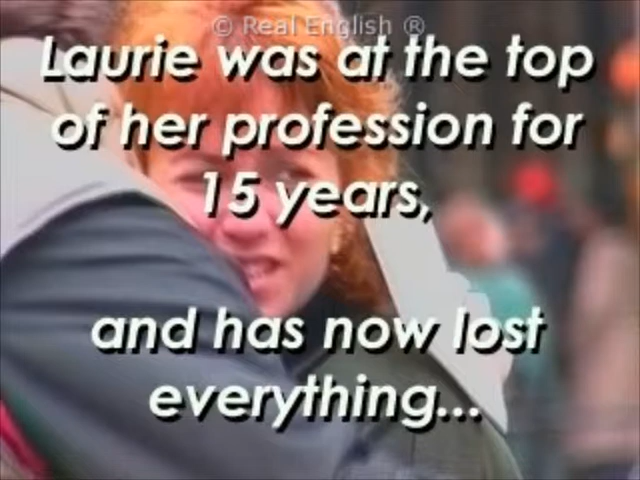 © Real English ®
Laurie was at the top
of her profession for
15 years,
and has now lost
everything...